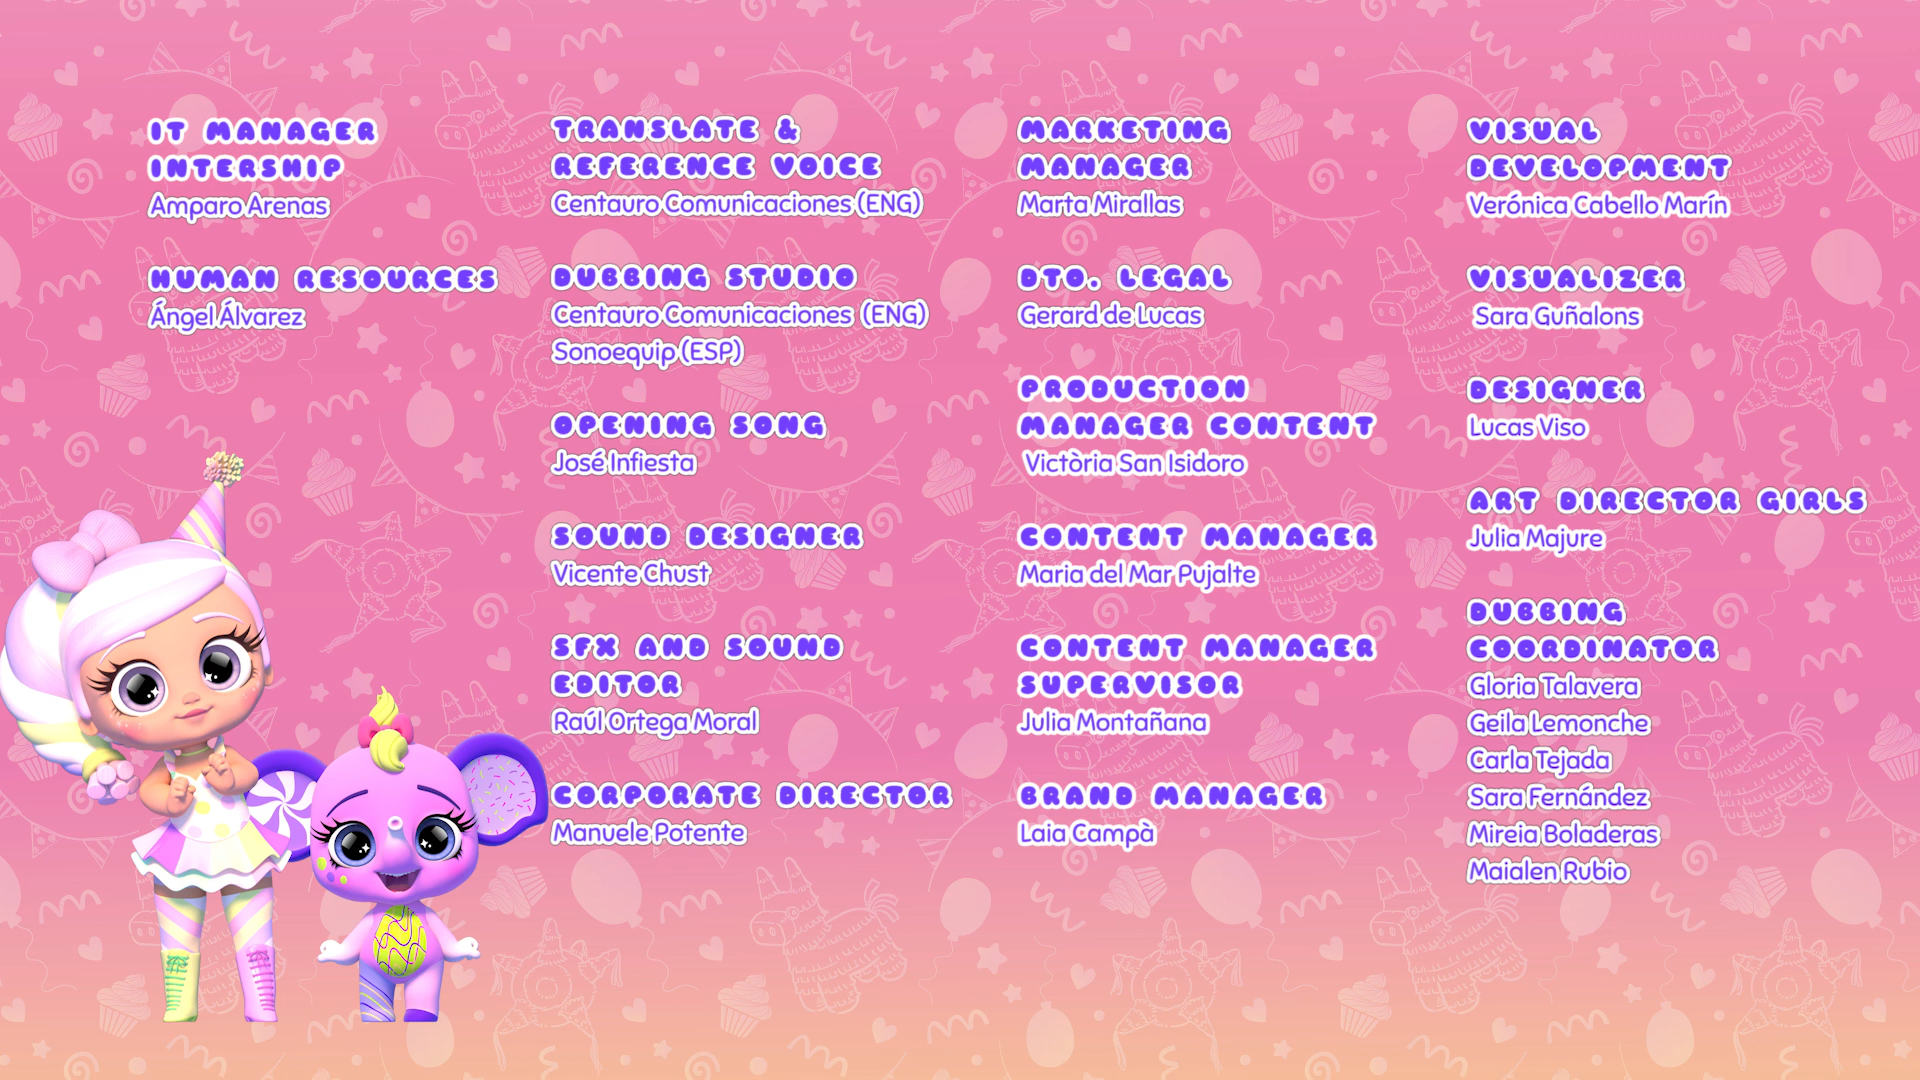 IT MANAGER
INTERSHIP
Amparo Arenas
HUMAN RESOURCES
Ángel Álvarez
TRANSLATE &
REFERENCE VOICE
Centauro Comunicaciones (ENG)
DUBBING STUDIO
Centauro Comunicaciones (ENG)
Sonoequip (ESP)
OPENING SONG
José Infiesta
SOUND DESIGNER
Vicente Chust
SFX AND SOUND
EDITOR
Raúl Ortega Moral
CORPORATE DIRECTOR
Manuele Potente
MARKETING
MANAGER
Marta Mirallas
DTO. LEGAL
Gerard de Lucas
PRODUCTION
MANAGER CONTENT
Victòria San Isidoro
CONTENT MANAGER
Maria del Mar Pujalte
CONTENT MANAGER
SUPERVISOR
Julia Montañana
BRAND MANAGER
Laia Campà
VISUAL
DEVELOPMENT
Verónica Cabello Marín
VISUALIZER
Sara Guñalons
DESIGNER
Lucas Viso
ART DIRECTOR GIRLS
Julia Majure
DUBBING
COORDINATOR
Gloria Talavera
Geila Lemonche
Carla Tejada
Sara Fernández
Mireia Boladeras
Maialen Rubio